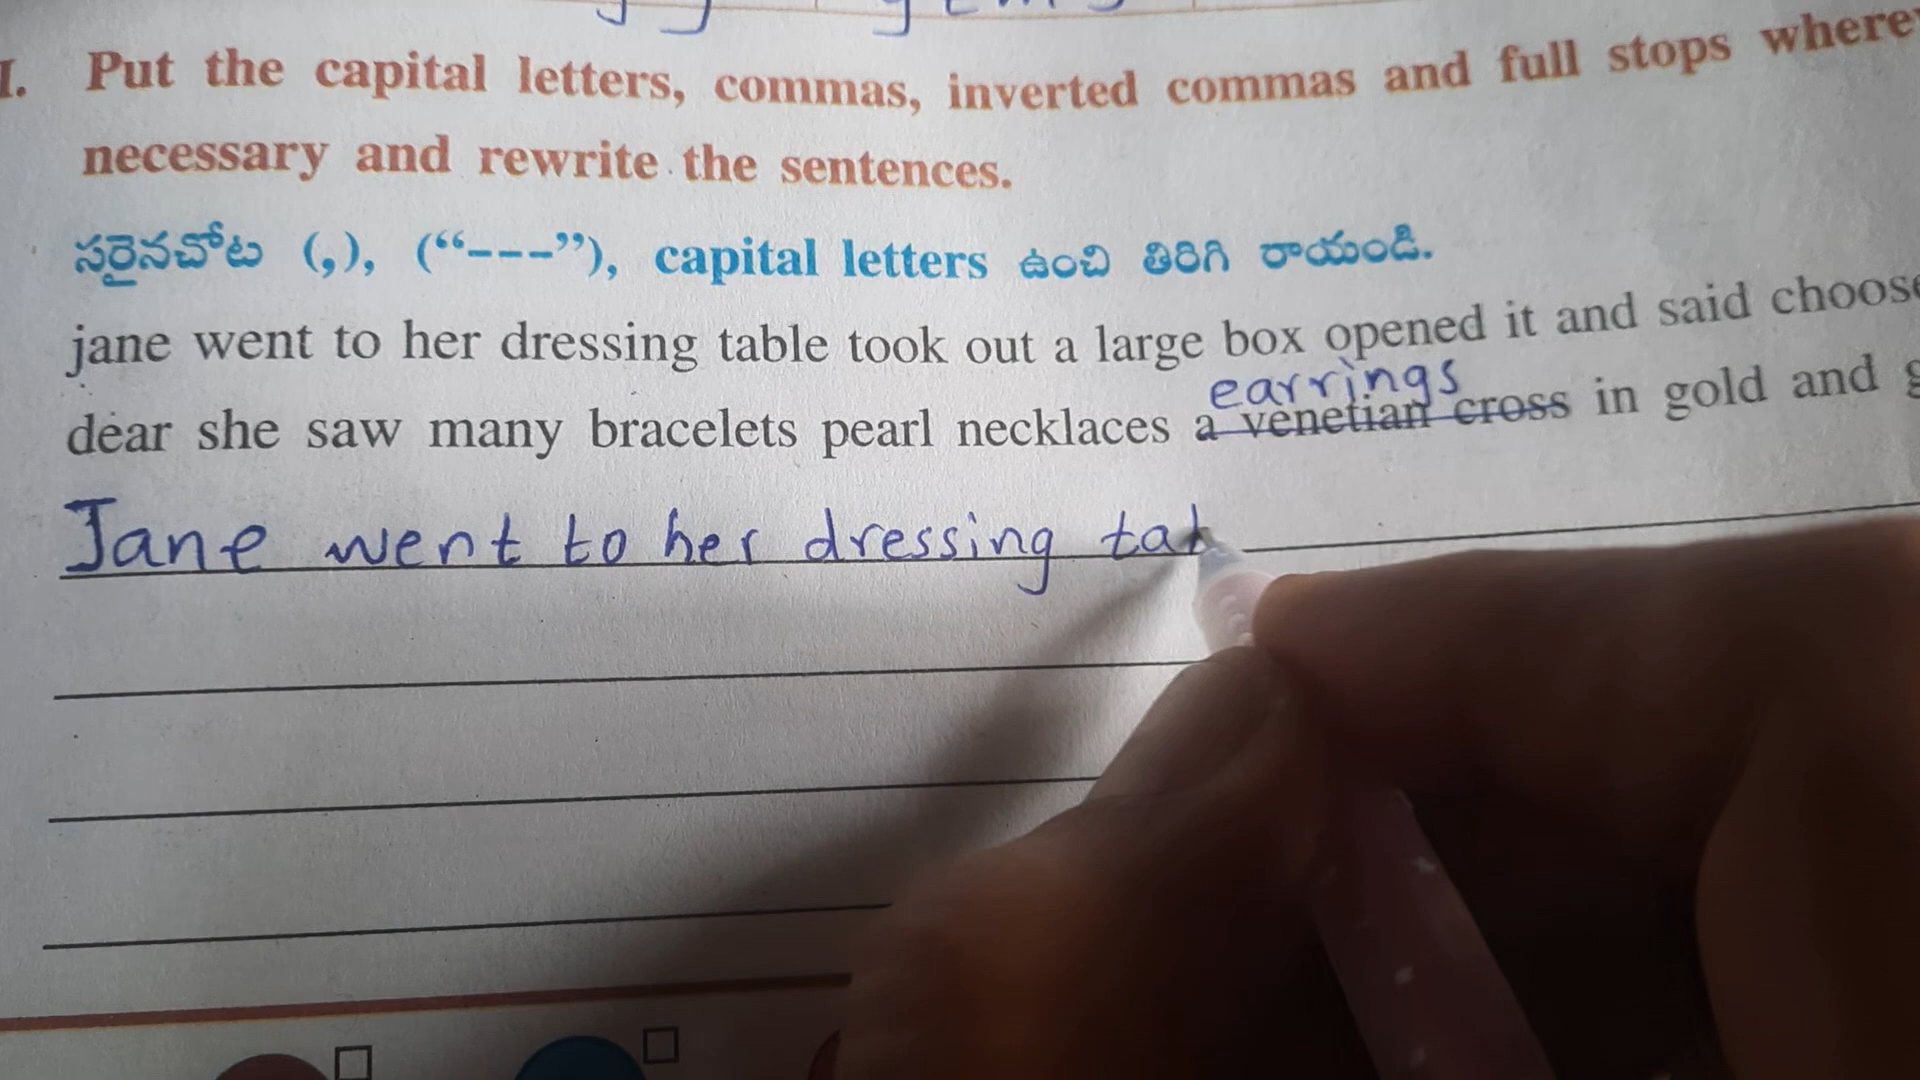 I. Put the capital letters, commas, inverted commas and full stops where
necessary and rewrite the sentences.
సరైనచోట (,), (“---”), capital letters ఉంచి తిరిగి రాయండి.
jane went to her dressing table took out a large box opened it and said choose
earrings
dear she saw many bracelets pearl necklaces a venetian cross in gold and g
Jane went to her dressing tab